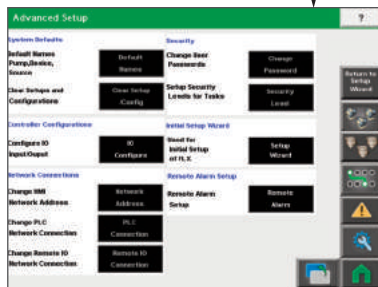 Advanced Setup
?
System Defaults
Default Names
Pump,Device,
Source
Default
Names
Clear Setups and
Configurations
Clear Setup
/Config
Controller Configurations
Configure IO
Input/Ouput
IO
Configure
Network Connections
Change HMI
Network Address
Network
Address
Change PLC
Network Connection
PLC
Connection
Change Remote IO
Network Connection
Remote IO
Connection
Security
Change User
Passwords
Change
Password
Setup Security
Levels for Tasks
Security
Level
Initial Setup Wizard
Used for
Initial Setup
of
Setup
Wizard
Remote Alarm Setup
Remote Alarm
Setup
Remote
Alarm
Return to
Setup
Wizard